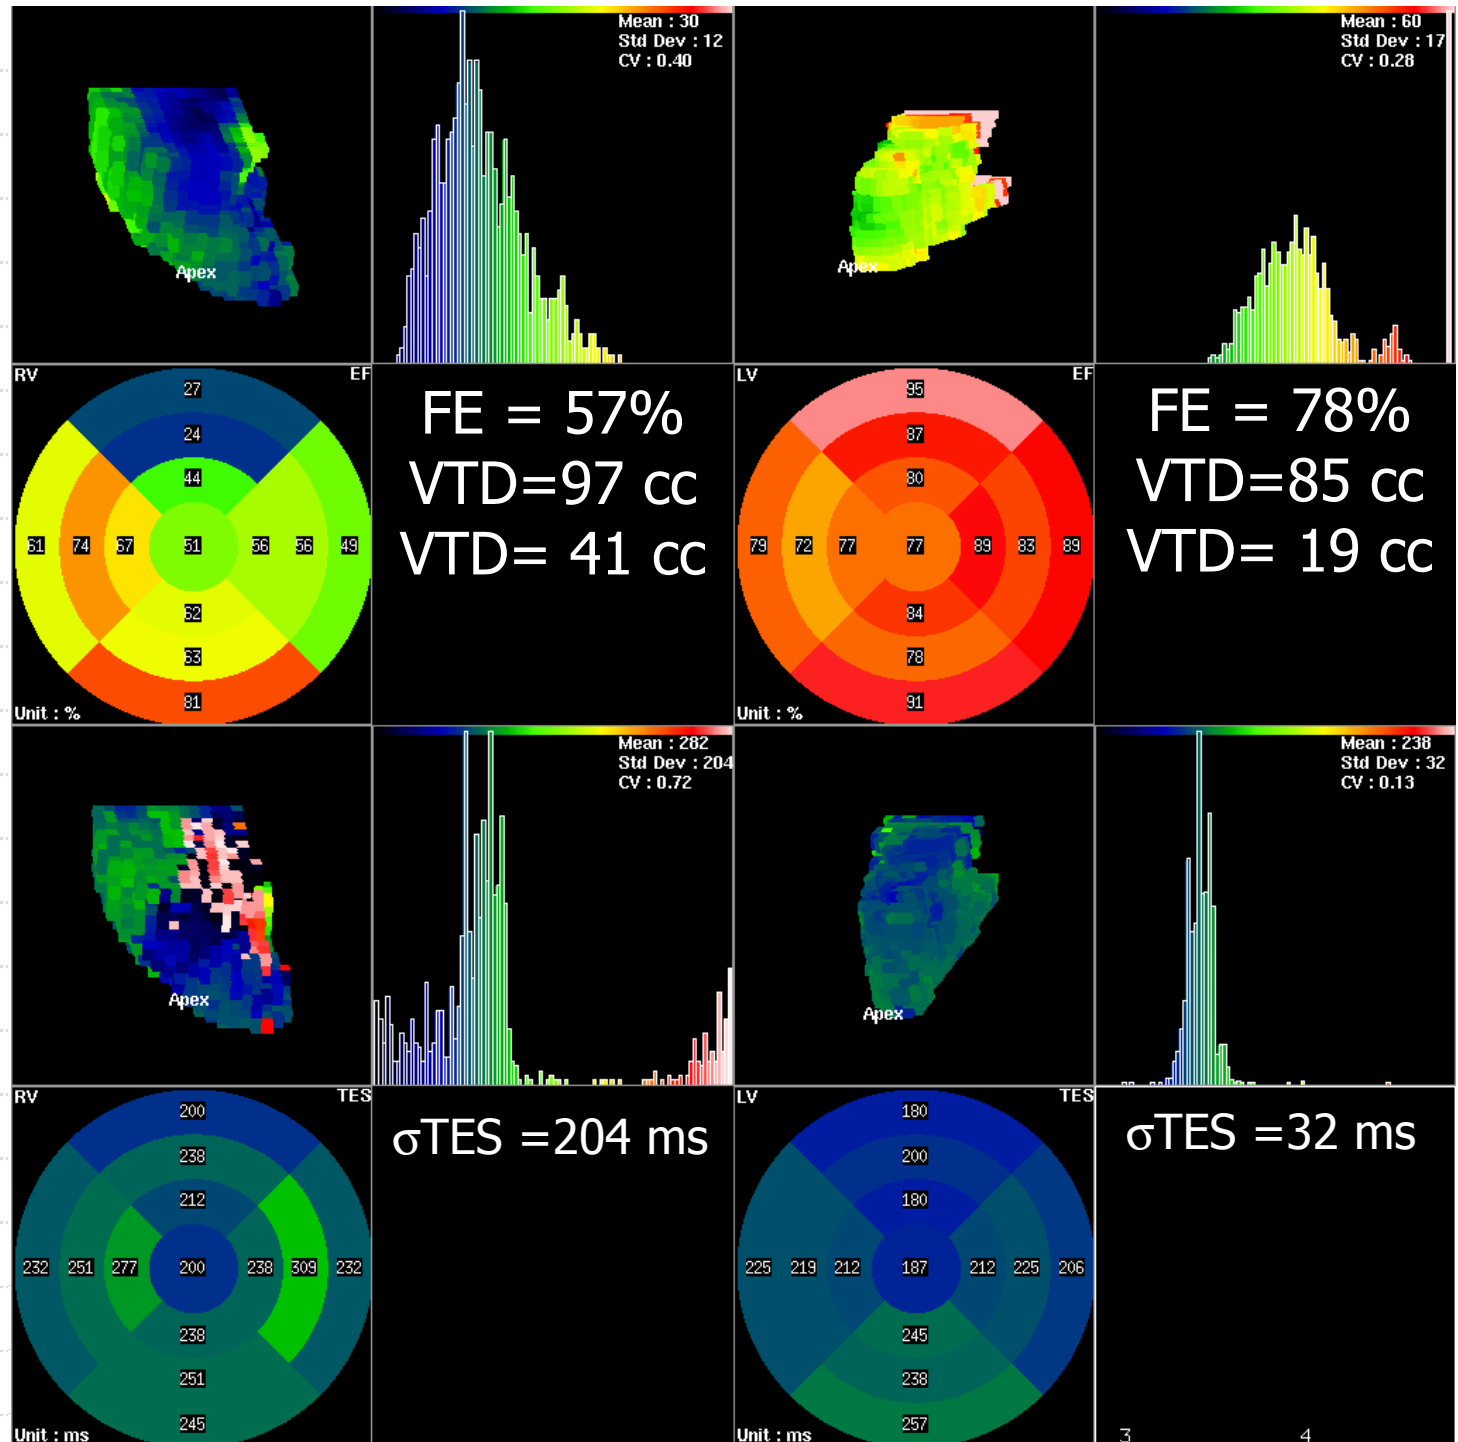 Mean : 30
Std Dev : 12
CV : 0.40
Apex
Mean : 60
Std Dev : 17
CV : 0.28
Apex
RV EF
27
24
44
61 74 67 51 56 56 49
62
63
81
Unit : %
FE = 57%
VTD=97 cc
VTD= 41 cc
LV EF
95
87
80
79 72 77 77 89 83 89
84
78
91
Unit : %
FE = 78%
VTD=85 cc
VTD= 19 cc
Mean : 282
Std Dev : 204
CV : 0.72
Apex
Mean : 238
Std Dev : 32
CV : 0.13
Apex
RV TES
200
238
212
232 251 277 200 238 309 232
238
251
245
Unit : ms
σTES =204 ms
LV TES
180
200
180
225 219 212 187 212 225 206
245
238
257
Unit : ms
σTES =32 ms
3 4